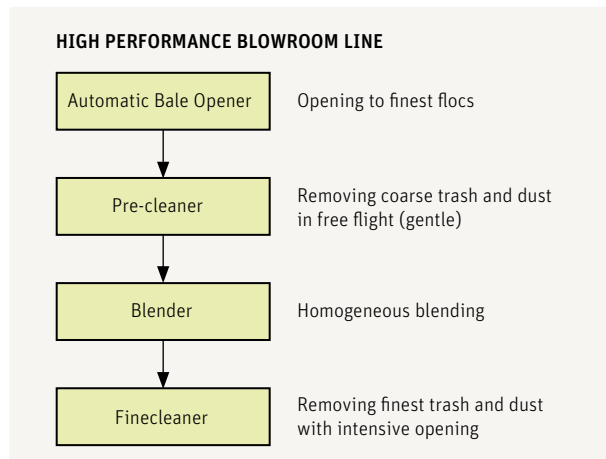 HIGH PERFORMANCE BLOWROOM LINE
Automatic Bale Opener
Opening to finest flocs
Pre-cleaner
Removing coarse trash and dust
in free flight (gentle)
Blender
Homogeneous blending
Finecleaner
Removing finest trash and dust
with intensive opening